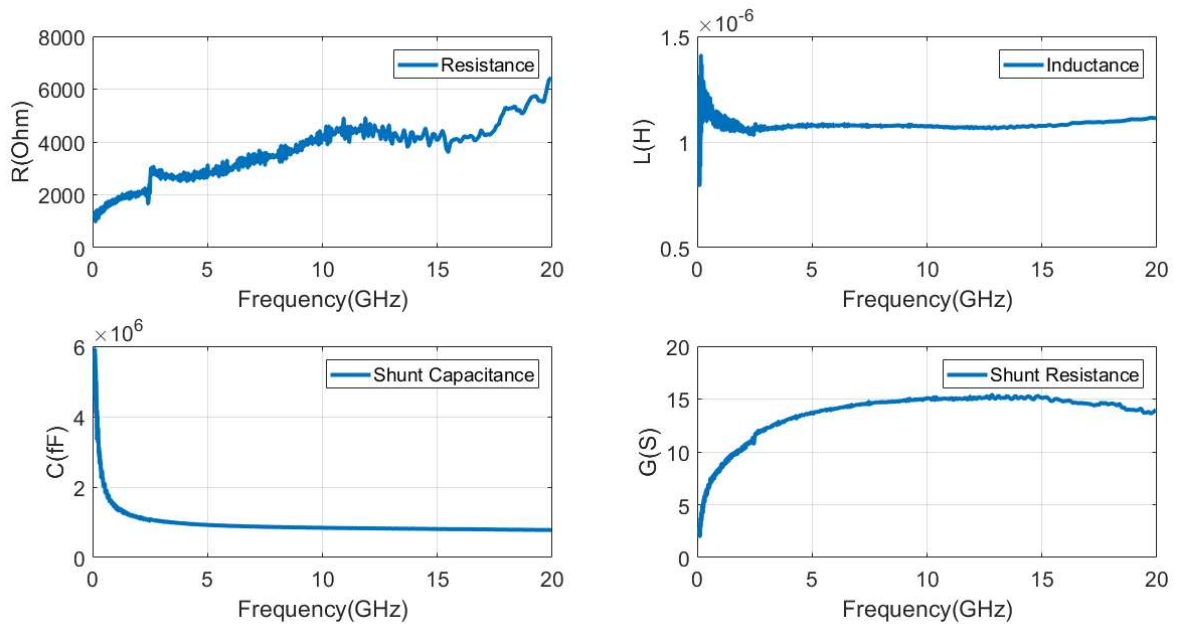 8000
6000
4000
2000
0
R(Ohm)
Resistance
0 5 10 15 20
Frequency(GHz)
×10^-6
1.5
1
0.5
L(H)
Inductance
0 5 10 15 20
Frequency(GHz)
×10^6
6
4
2
0
C(fF)
Shunt Capacitance
0 5 10 15 20
Frequency(GHz)
20
15
10
5
0
G(S)
Shunt Resistance
0 5 10 15 20
Frequency(GHz)